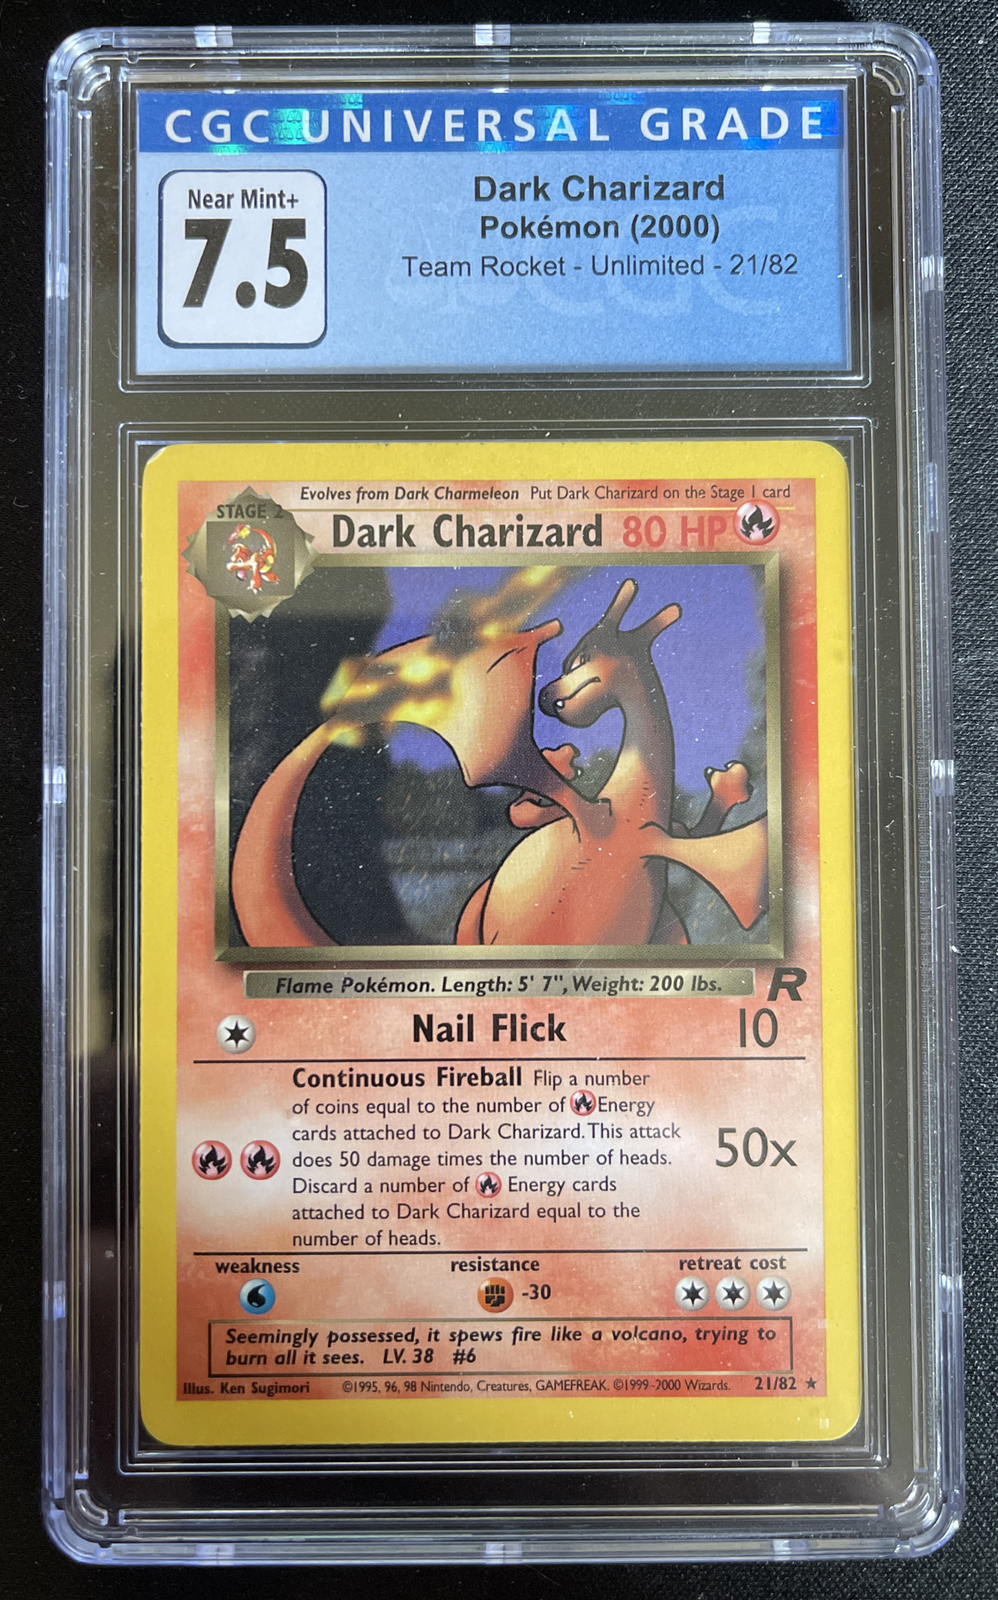 CGC UNIVERSAL GRADE
Near Mint+
7.5
Dark Charizard
Pokémon (2000)
Team Rocket - Unlimited - 21/82
CGC
Evolves from Dark Charmeleon Put Dark Charizard on the Stage 1 card
STAGE 2
Dark Charizard 80 HP
Flame Pokémon. Length: 5' 7", Weight: 200 lbs.
R
Nail Flick 10
Continuous Fireball Flip a number
of coins equal to the number of Energy
cards attached to Dark Charizard. This attack
does 50 damage times the number of heads.
50x
Discard a number of Energy cards
attached to Dark Charizard equal to the
number of heads.
weakness resistance retreat cost
-30
Seemingly possessed, it spews fire like a volcano, trying to
burn all it sees. LV. 38 #6
Illus. Ken Sugimori ©1995, 96, 98 Nintendo, Creatures, GAMEFREAK. ©1999-2000 Wizards. 21/82 ★